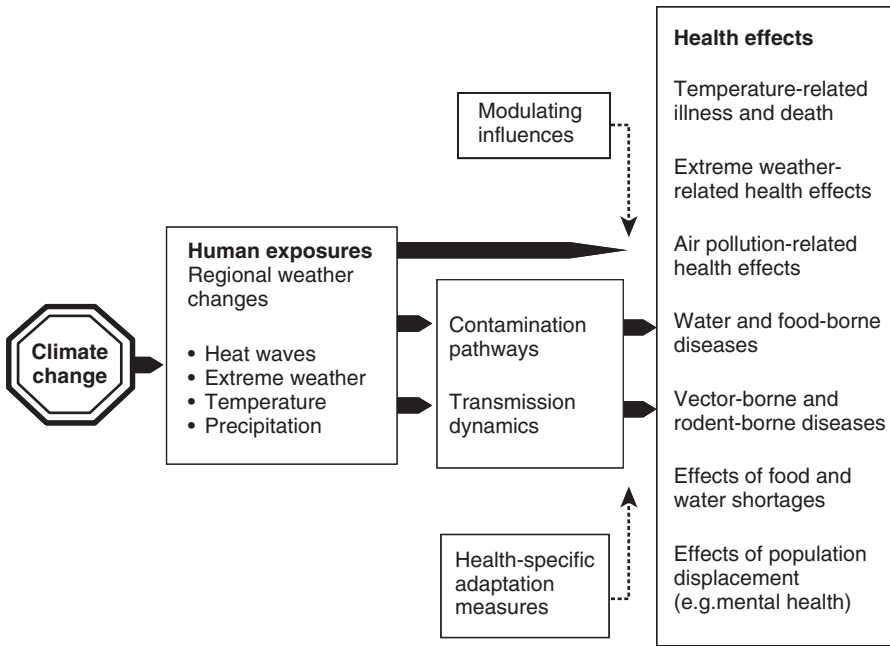 Climate
change
Human exposures
Regional weather
changes
• Heat waves
• Extreme weather
• Temperature
• Precipitation
Modulating
influences
Contamination
pathways
Transmission
dynamics
Health-specific
adaptation
measures
Health effects
Temperature-related
illness and death
Extreme weather-
related health effects
Air pollution-related
health effects
Water and food-borne
diseases
Vector-borne and
rodent-borne diseases
Effects of food and
water shortages
Effects of population
displacement
(e.g.mental health)